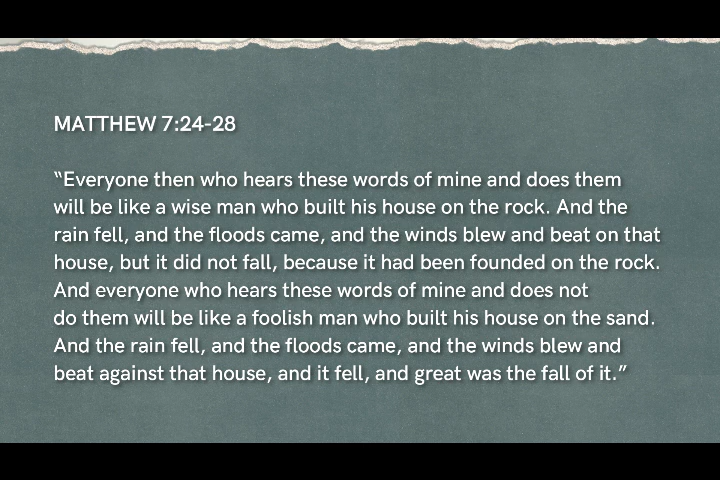 MATTHEW 7:24-28
“Everyone then who hears these words of mine and does them
will be like a wise man who built his house on the rock. And the
rain fell, and the floods came, and the winds blew and beat on that
house, but it did not fall, because it had been founded on the rock.
And everyone who hears these words of mine and does not
do them will be like a foolish man who built his house on the sand.
And the rain fell, and the floods came, and the winds blew and
beat against that house, and it fell, and great was the fall of it.”